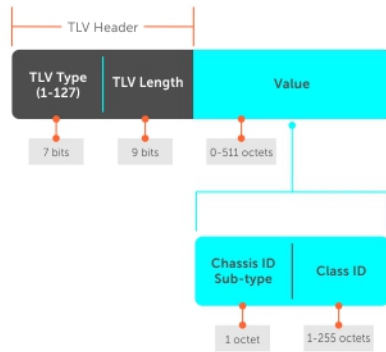 TLV Header
TLV Type
(1-127)
TLV Length
Value
7 bits
9 bits
0-511 octets
Chassis ID
Sub-type
Class ID
1 octet
1-255 octets